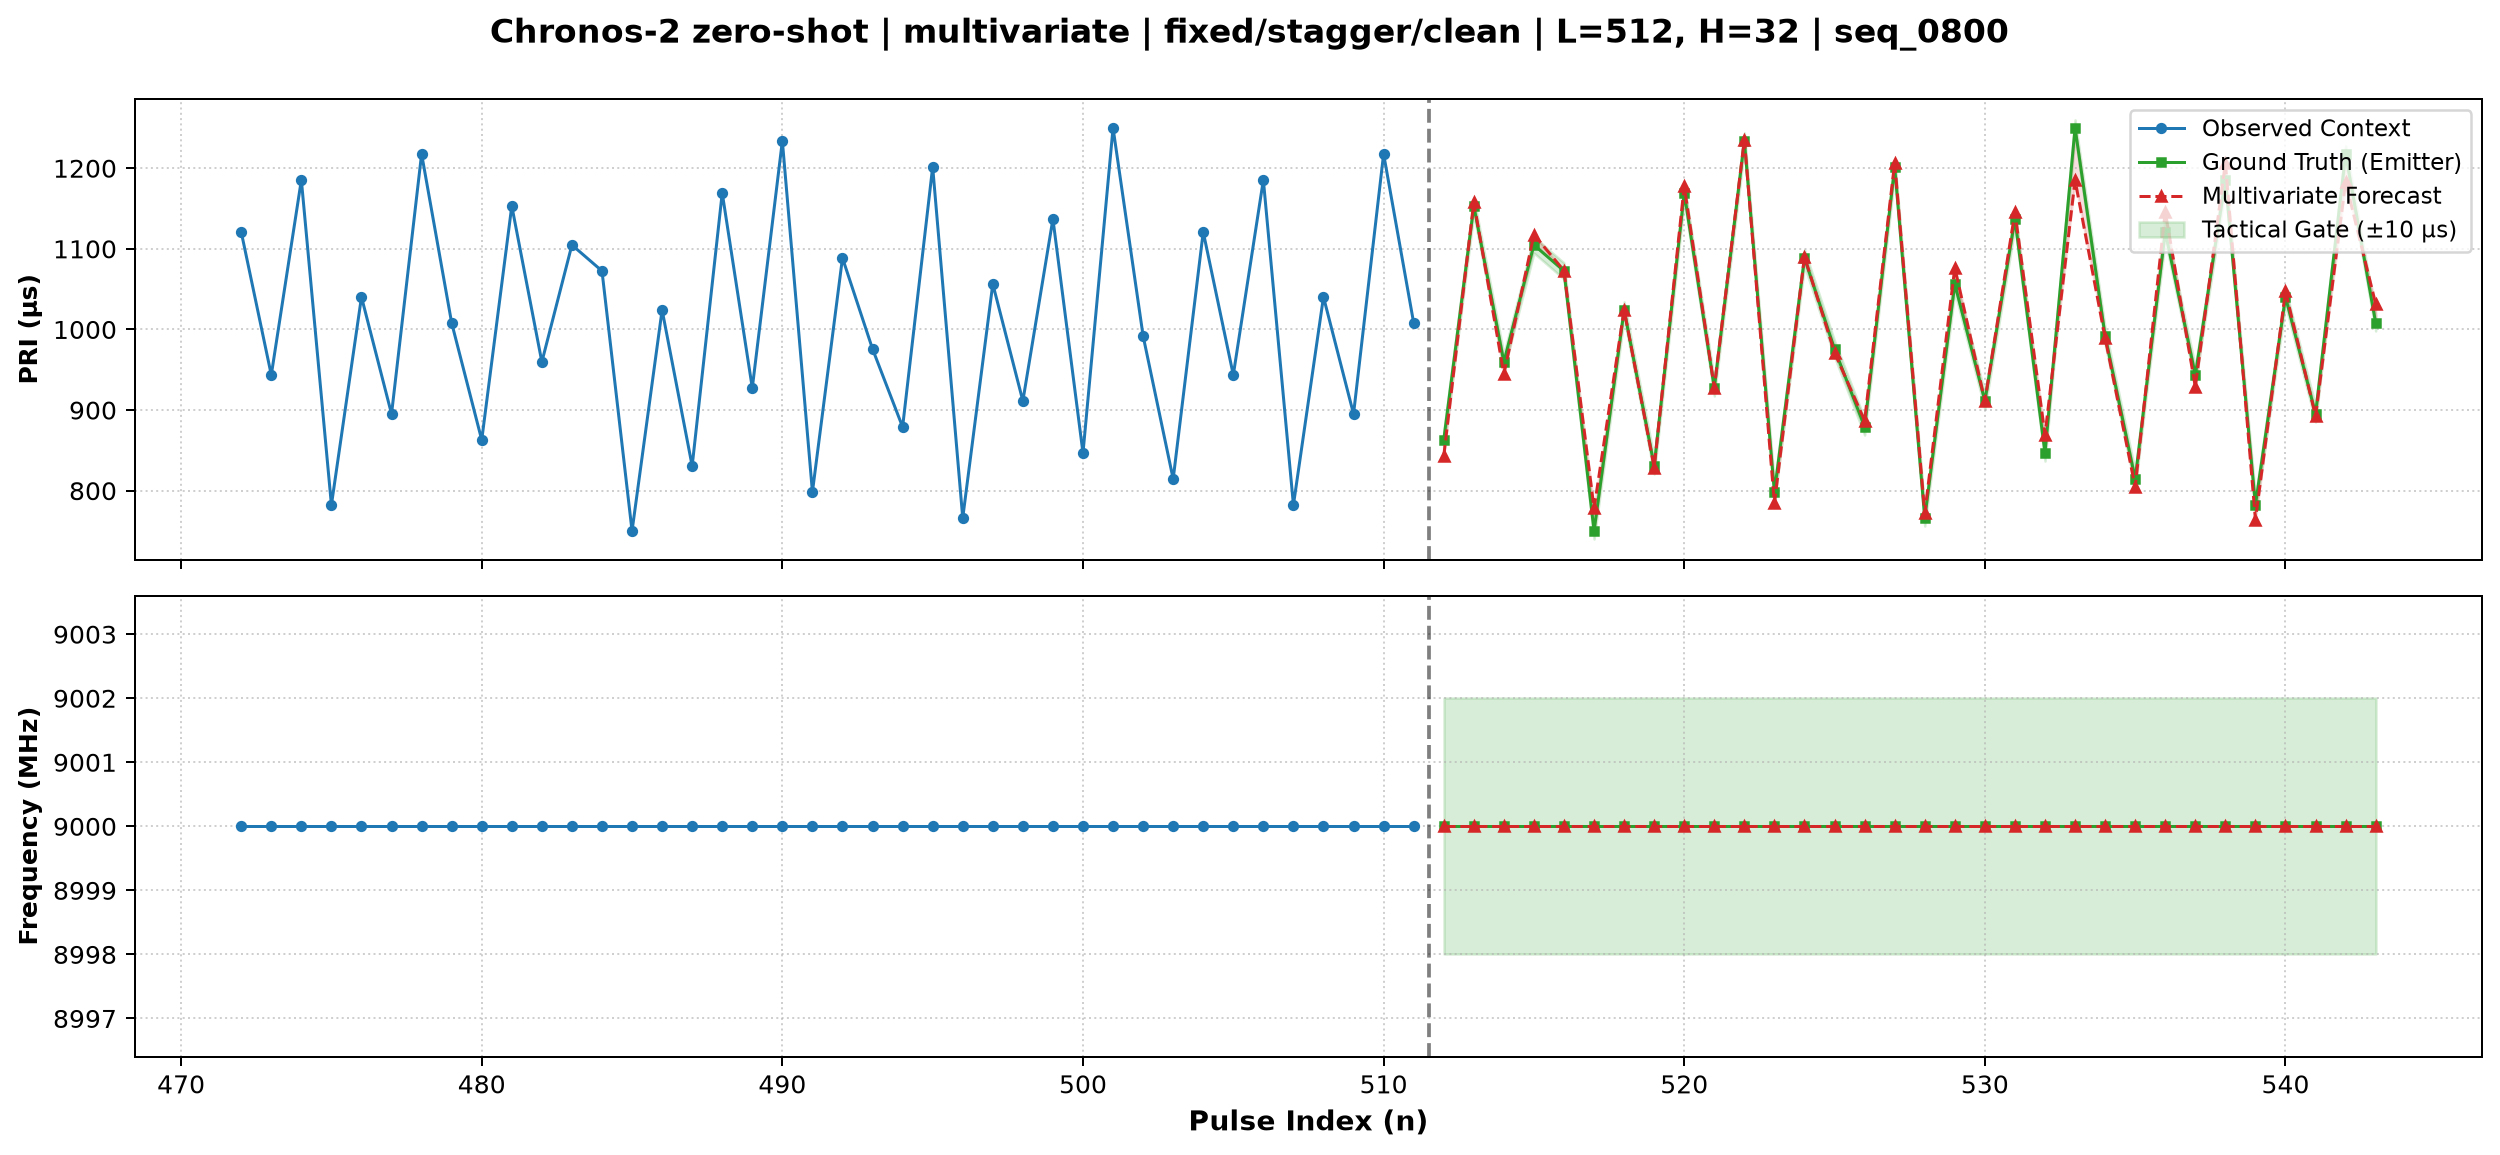 Chronos-2 zero-shot | multivariate | fixed/stagger/clean | L=512, H=32 | seq_0800
PRI (µs)
1200
1100
1000
900
800
Observed Context
Ground Truth (Emitter)
Multivariate Forecast
Tactical Gate (±10 µs)
Frequency (MHz)
9003
9002
9001
9000
8999
8998
8997
470 480 490 500 510 520 530 540
Pulse Index (n)